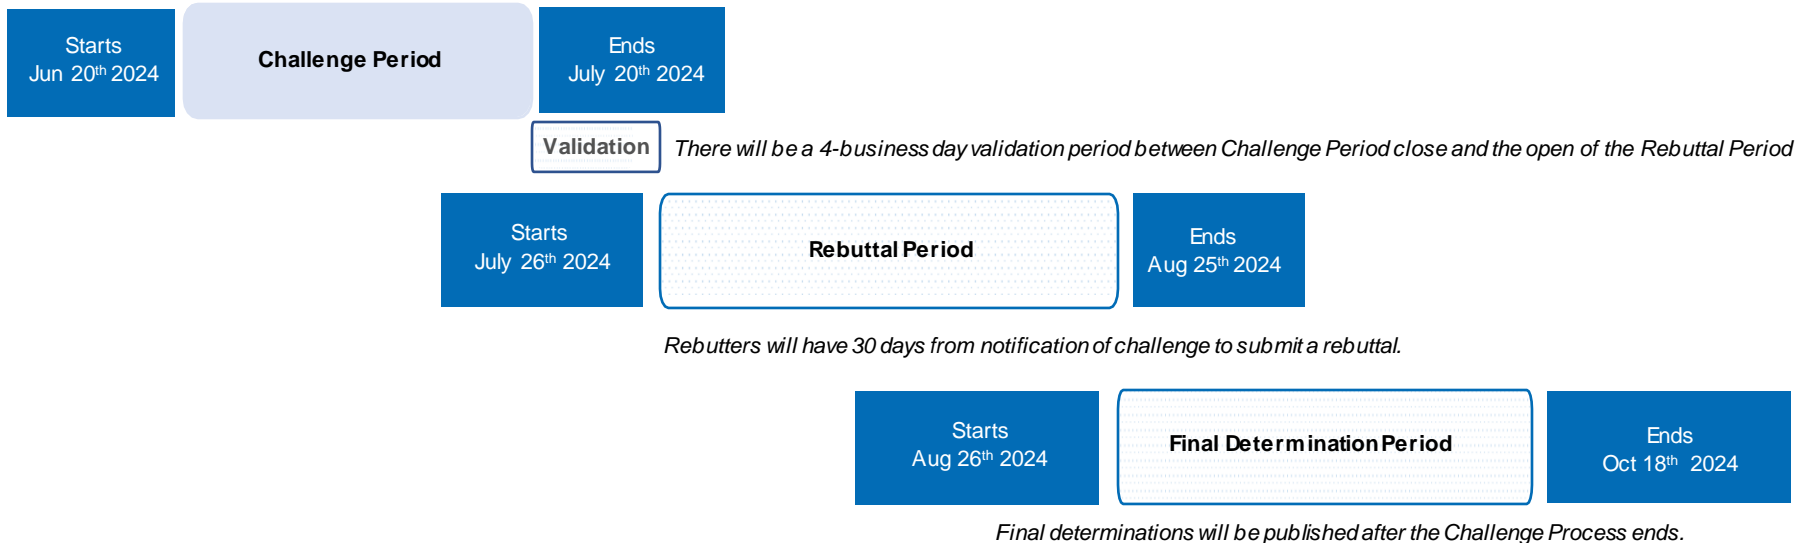 Starts
Jun 20th 2024
Challenge Period
Ends
July 20th 2024
Validation
There will be a 4-business day validation period between Challenge Period close and the open of the Rebuttal Period
Starts
July 26th 2024
Rebuttal Period
Ends
Aug 25th 2024
Rebutters will have 30 days from notification of challenge to submit a rebuttal.
Starts
Aug 26th 2024
Final Determination Period
Ends
Oct 18th 2024
Final determinations will be published after the Challenge Process ends.